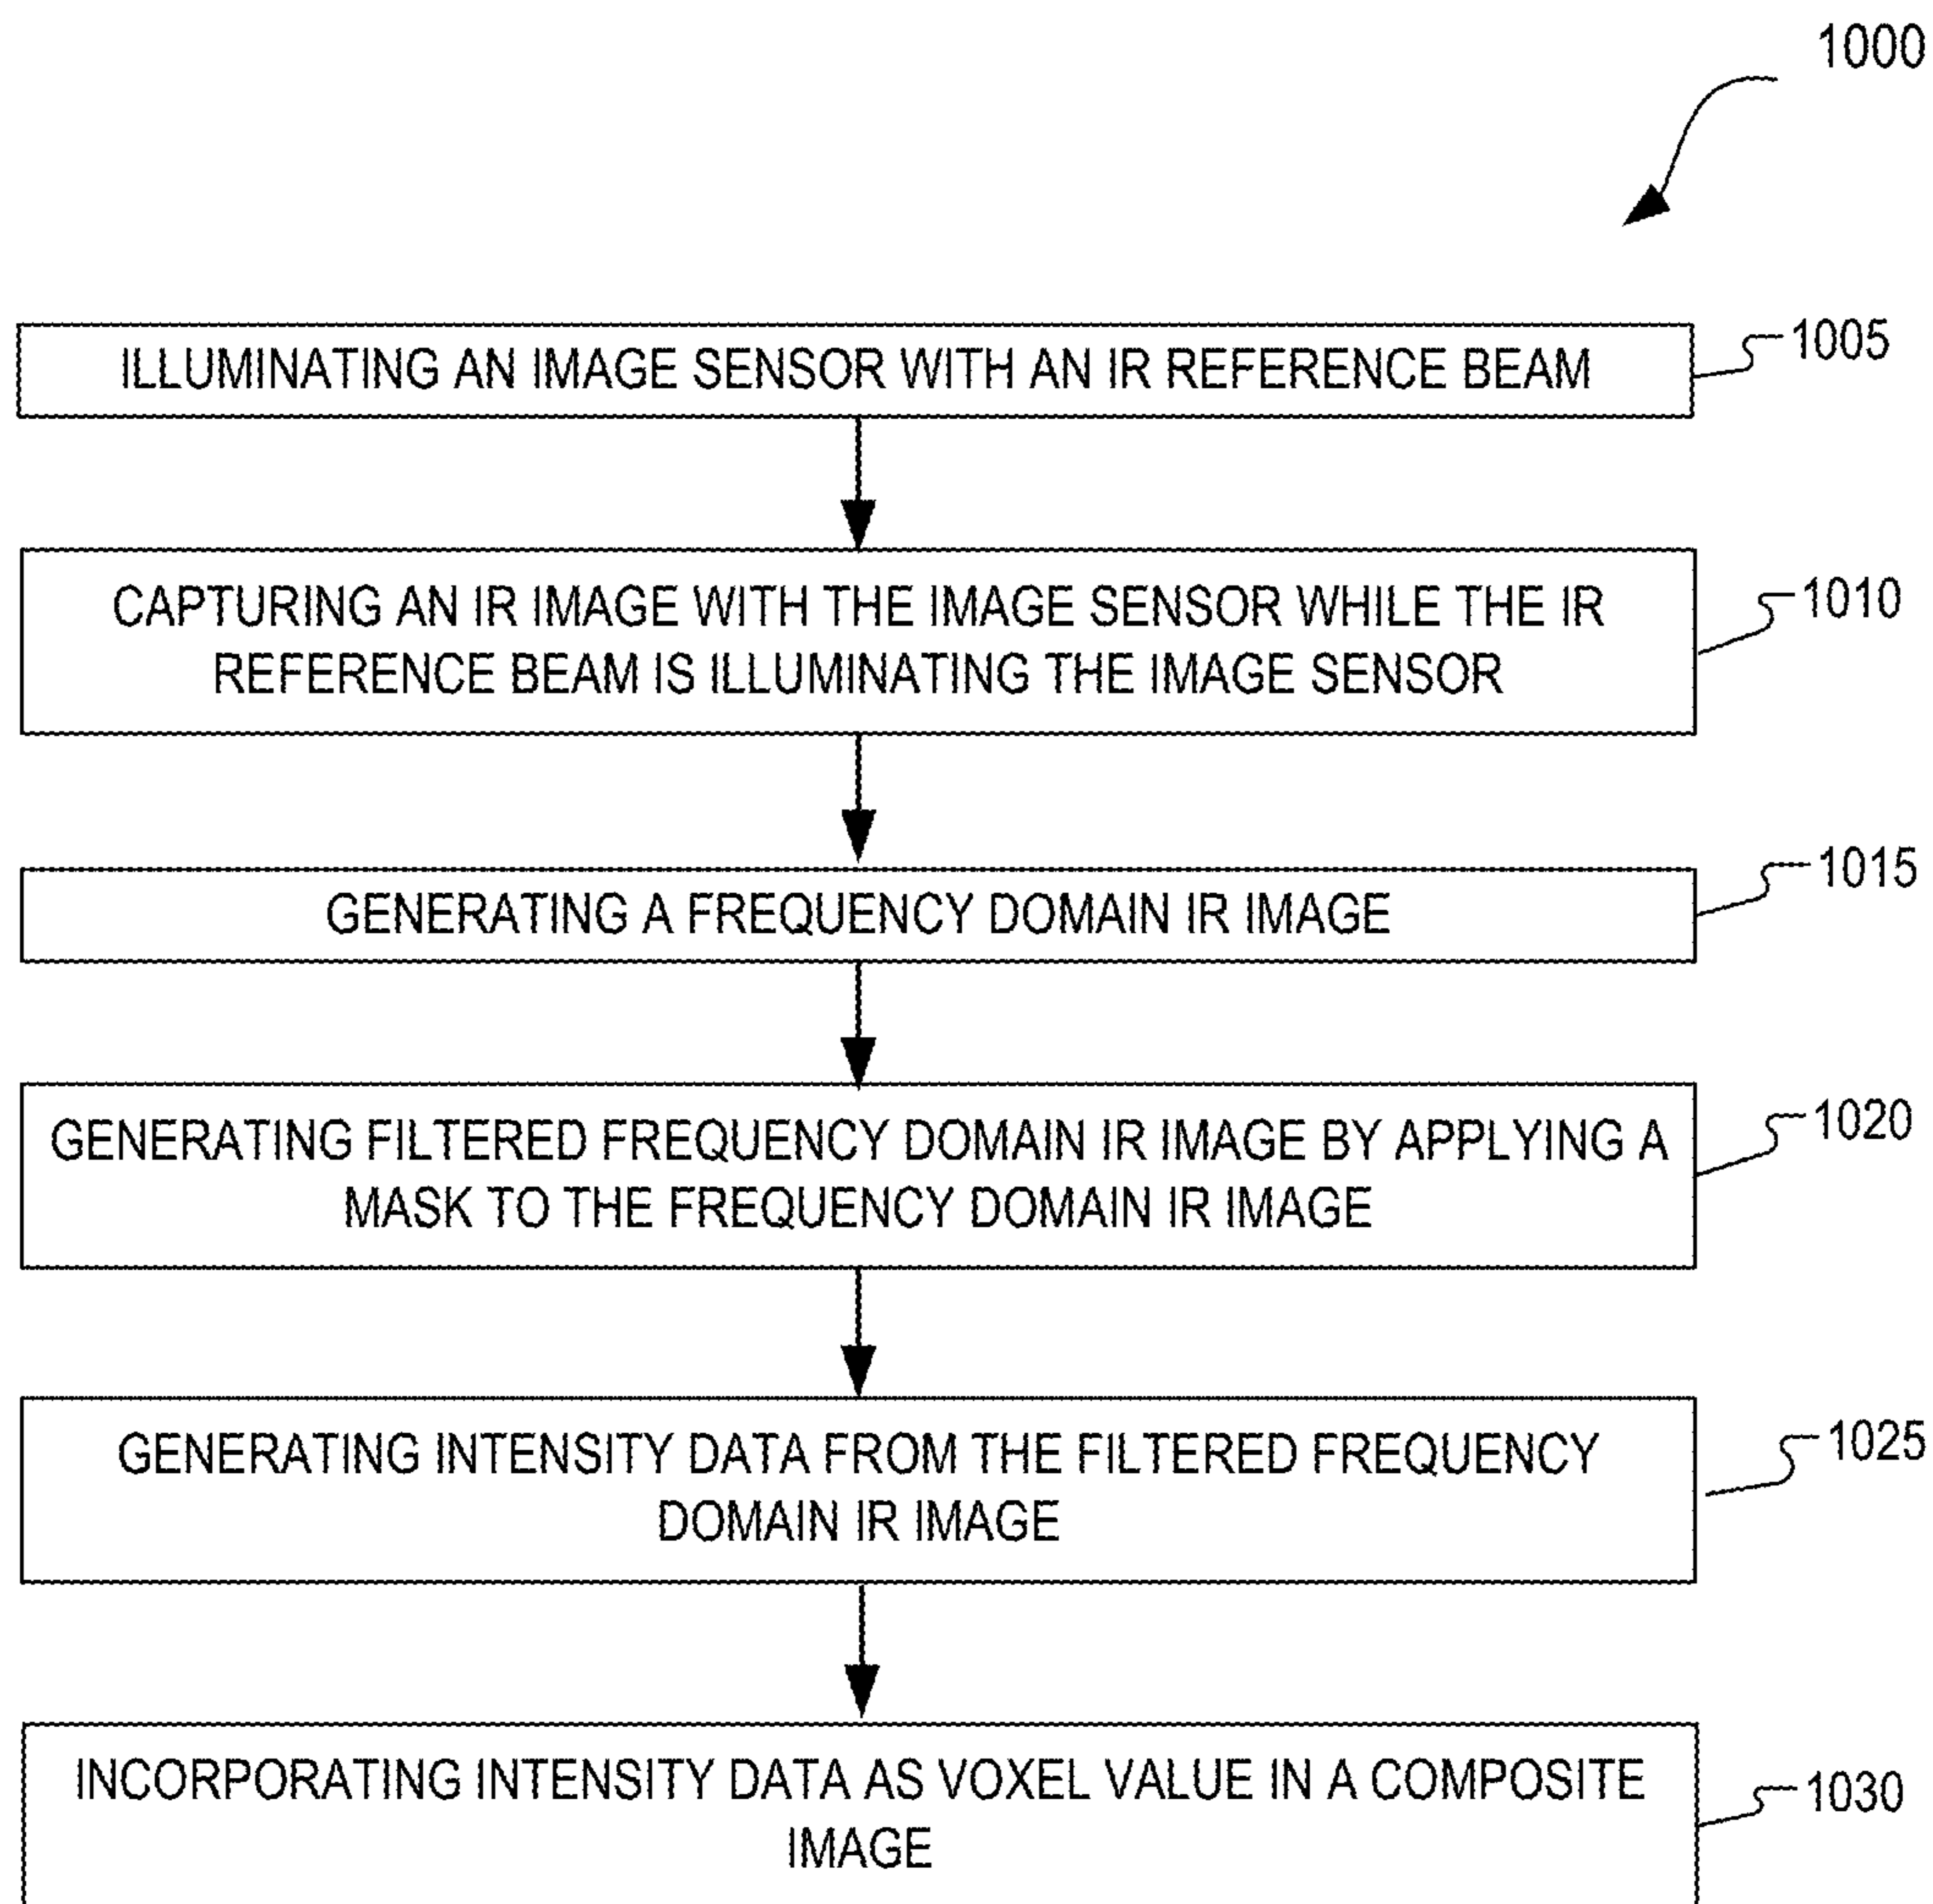 1000
ILLUMINATING AN IMAGE SENSOR WITH AN IR REFERENCE BEAM
1005
CAPTURING AN IR IMAGE WITH THE IMAGE SENSOR WHILE THE IR
REFERENCE BEAM IS ILLUMINATING THE IMAGE SENSOR
1010
GENERATING A FREQUENCY DOMAIN IR IMAGE
1015
GENERATING FILTERED FREQUENCY DOMAIN IR IMAGE BY APPLYING A
MASK TO THE FREQUENCY DOMAIN IR IMAGE
1020
GENERATING INTENSITY DATA FROM THE FILTERED FREQUENCY
DOMAIN IR IMAGE
1025
INCORPORATING INTENSITY DATA AS VOXEL VALUE IN A COMPOSITE
IMAGE
1030